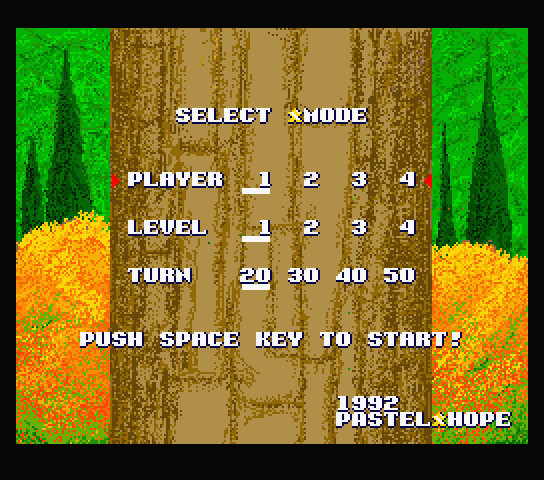 SELECT ★MODE
PLAYER 1 2 3 4
LEVEL 1 2 3 4
TURN 20 30 40 50
PUSH SPACE KEY TO START!
1992
PASTEL★HOPE